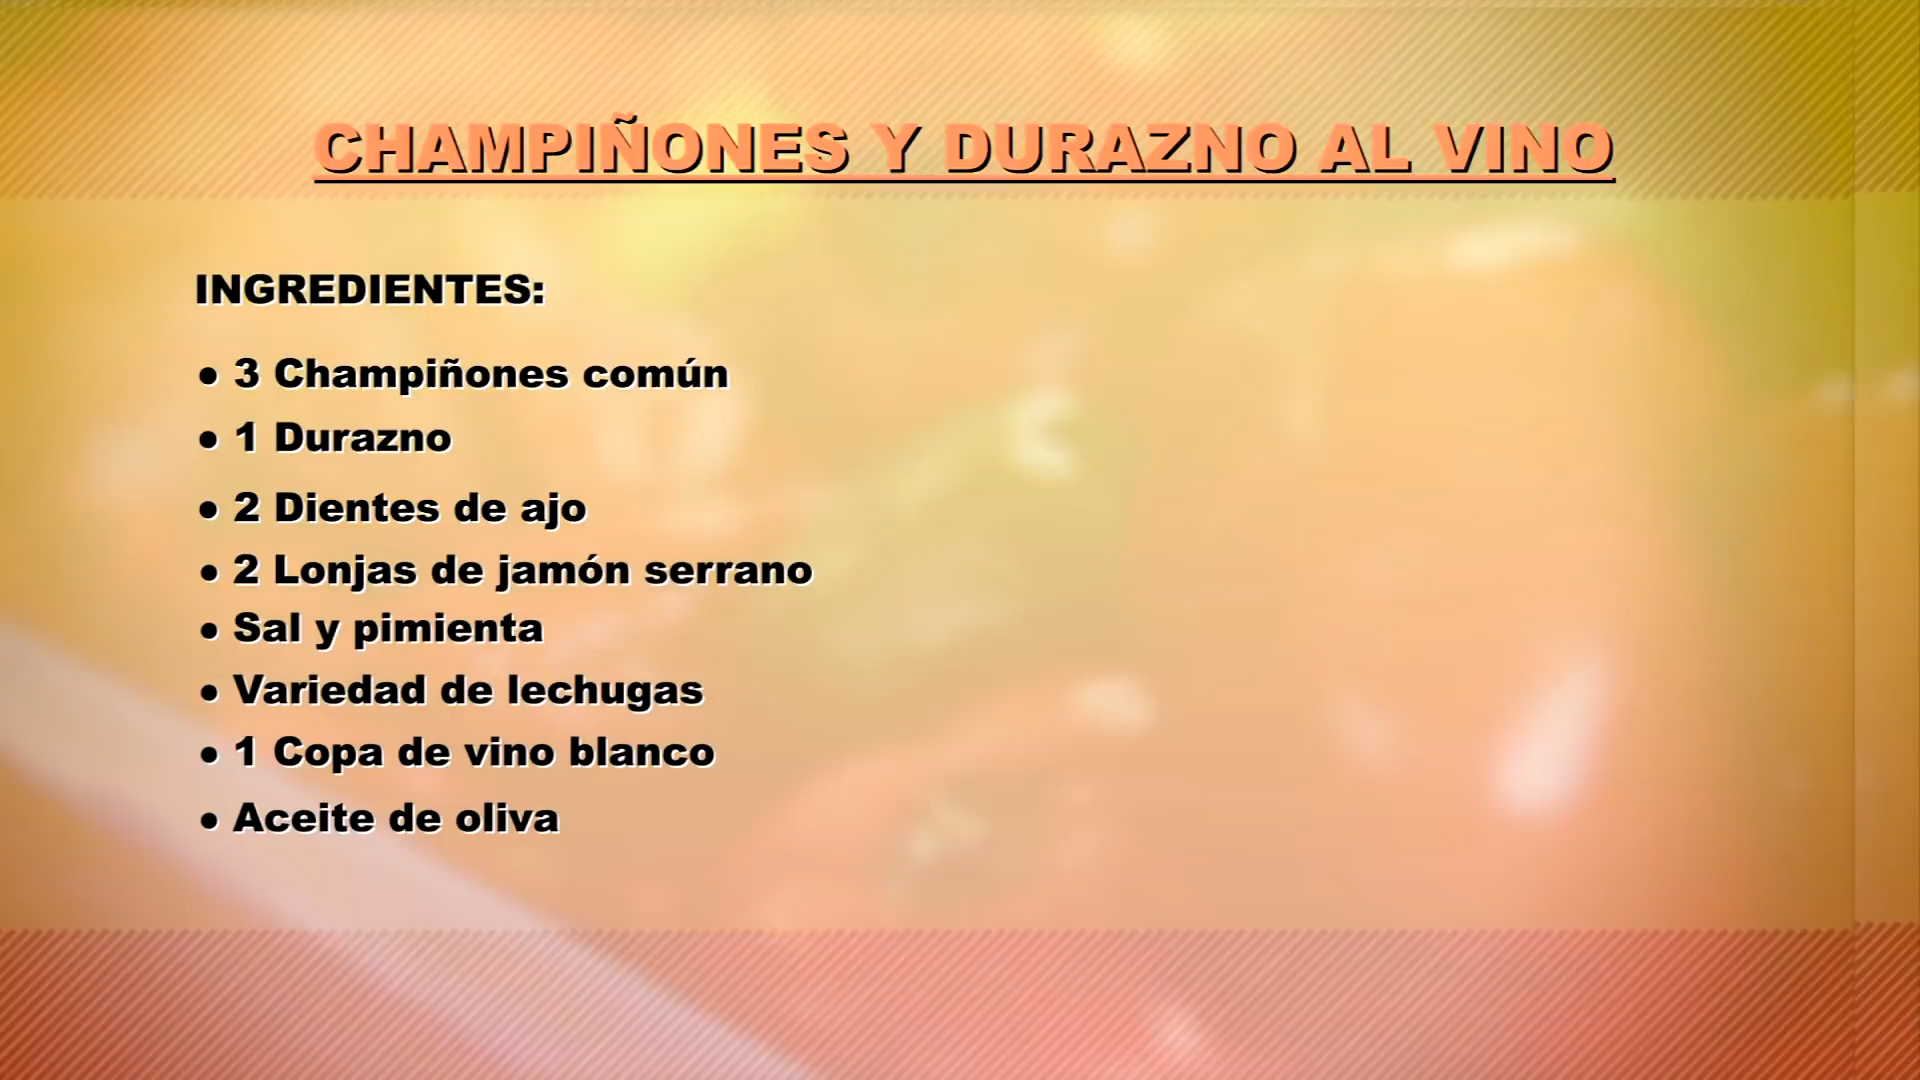 CHAMPIÑONES Y DURAZNO AL VINO
INGREDIENTES:
• 3 Champiñones común
• 1 Durazno
• 2 Dientes de ajo
• 2 Lonjas de jamón serrano
• Sal y pimienta
• Variedad de lechugas
• 1 Copa de vino blanco
• Aceite de oliva